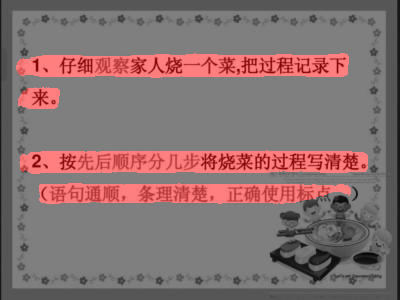 1、仔细观察家人烧一个菜,把过程记录下
来。
2、按先后顺序分几步将烧菜的过程写清楚。
（语句通顺，条理清楚，正确使用标点。）